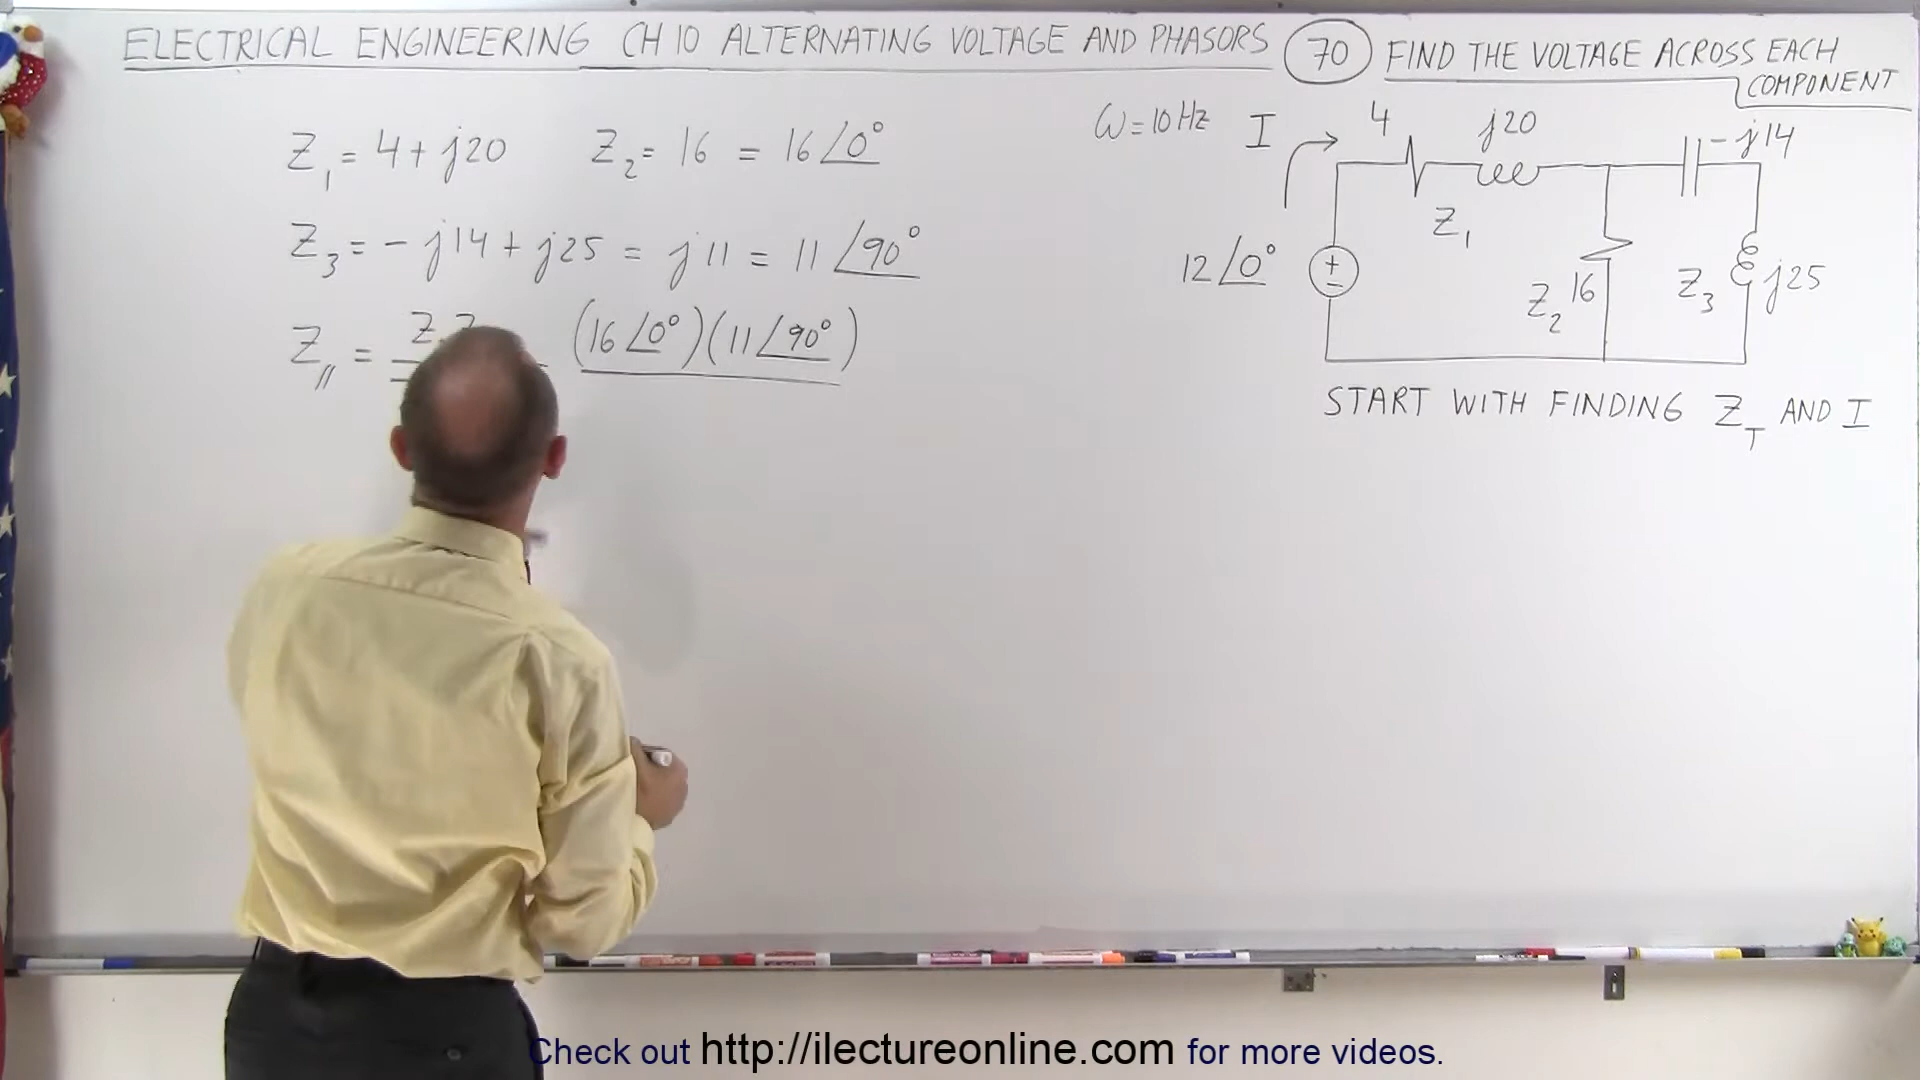 ELECTRICAL ENGINEERING CH 10 ALTERNATING VOLTAGE AND PHASORS 70 FIND THE VOLTAGE ACROSS EACH
COMPONENT
Z₁ = 4 + j20 Z₂ = 16 = 16∠0°
Z₃ = -j14 + j25 = j11 = 11∠90°
Z// = (16∠0°)(11∠90°)
ω = 10 Hz I 4 j20 -j14
Z₁
12∠0° + −
Z₂ 16 Z₃ j25
START WITH FINDING Z_T AND I
Check out http://ilectureonline.com for more videos.